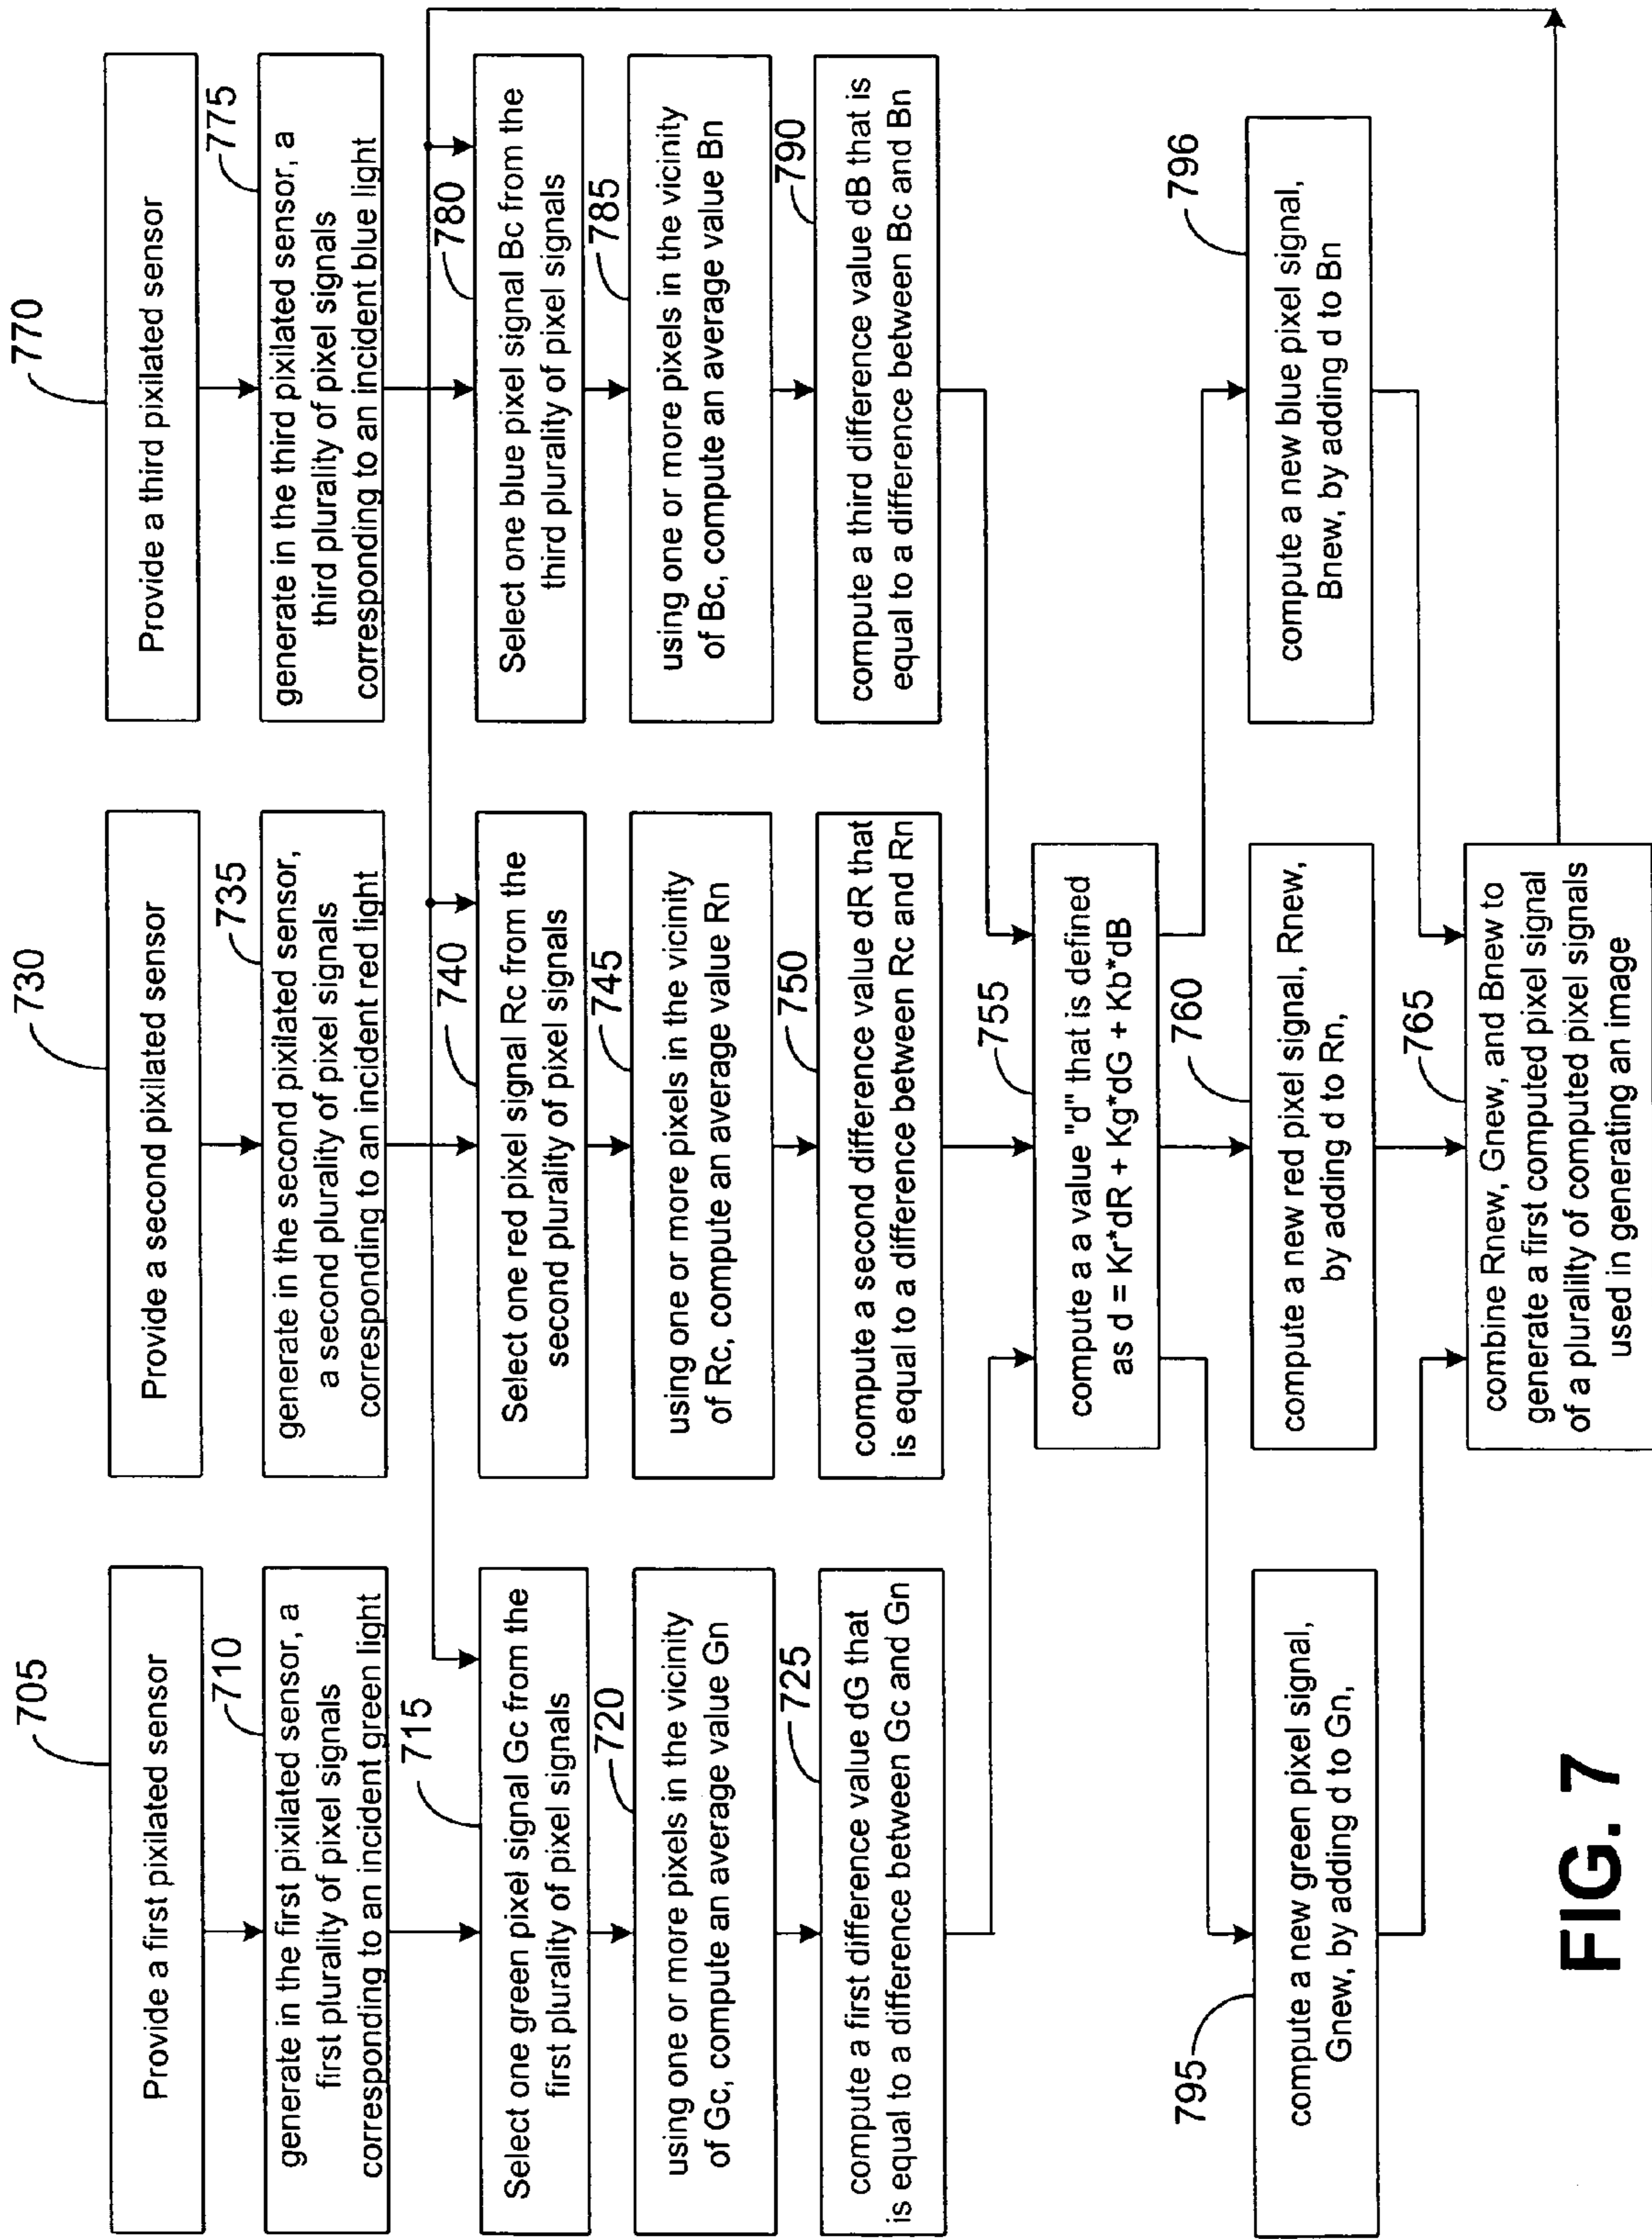 705
Provide a first pixilated sensor
710
generate in the first pixilated sensor, a
first plurality of pixel signals
corresponding to an incident green light
715
Select one green pixel signal Gc from the
first plurality of pixel signals
720
using one or more pixels in the vicinity
of Gc, compute an average value Gn
725
compute a first difference value dG that
is equal to a difference between Gc and Gn
730
Provide a second pixilated sensor
735
generate in the second pixilated sensor,
a second plurality of pixel signals
corresponding to an incident red light
740
Select one red pixel signal Rc from the
second plurality of pixel signals
745
using one or more pixels in the vicinity
of Rc, compute an average value Rn
750
compute a second difference value dR that
is equal to a difference between Rc and Rn
770
Provide a third pixilated sensor
775
generate in the third pixilated sensor, a
third plurality of pixel signals
corresponding to an incident blue light
780
Select one blue pixel signal Bc from the
third plurality of pixel signals
785
using one or more pixels in the vicinity
of Bc, compute an average value Bn
790
compute a third difference value dB that is
equal to a difference between Bc and Bn
755
compute a a value "d" that is defined
as d = Kr*dR + Kg*dG + Kb*dB
795
compute a new green pixel signal,
Gnew, by adding d to Gn,
760
compute a new red pixel signal, Rnew,
by adding d to Rn,
796
compute a new blue pixel signal,
Bnew, by adding d to Bn
765
combine Rnew, Gnew, and Bnew to
generate a first computed pixel signal
of a plurailty of computed pixel signals
used in generating an image
FIG. 7